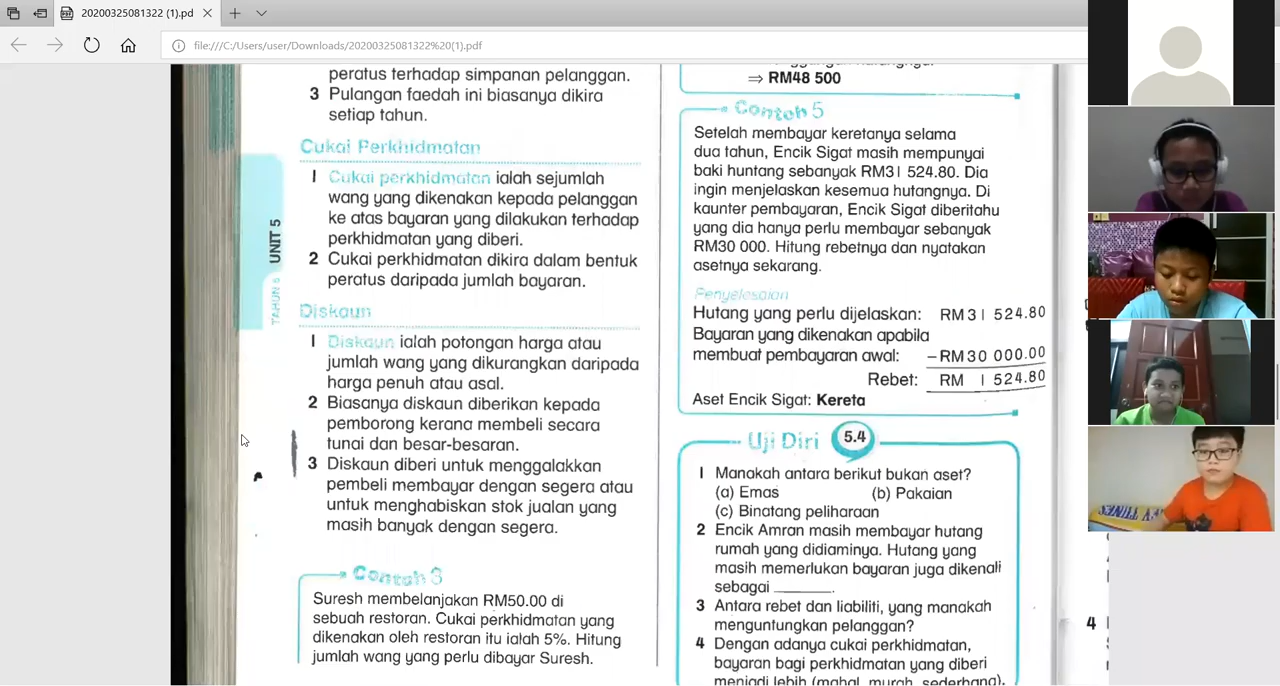 20200325081322 (1).pd
file:///C:/Users/user/Downloads/20200325081322%20(1).pdf
peratus terhadap simpanan pelanggan.
3 Pulangan faedah ini biasanya dikira
setiap tahun.
Cukai Perkhidmatan
1 Cukai perkhidmatan ialah sejumlah
wang yang dikenakan kepada pelanggan
ke atas bayaran yang dilakukan terhadap
perkhidmatan yang diberi.
2 Cukai perkhidmatan dikira dalam bentuk
peratus daripada jumlah bayaran.
UNIT 5
TAHUN 6
Diskaun
1 Diskaun ialah potongan harga atau
jumlah wang yang dikurangkan daripada
harga penuh atau asal.
2 Biasanya diskaun diberikan kepada
pemborong kerana membeli secara
tunai dan besar-besaran.
3 Diskaun diberi untuk menggalakkan
pembeli membayar dengan segera atau
untuk menghabiskan stok jualan yang
masih banyak dengan segera.
Contoh 3
Suresh membelanjakan RM50.00 di
sebuah restoran. Cukai perkhidmatan yang
dikenakan oleh restoran itu ialah 5%. Hitung
jumlah wang yang perlu dibayar Suresh.
⇒ RM48 500
Contoh 5
Setelah membayar keretanya selama
dua tahun, Encik Sigat masih mempunyai
baki huntang sebanyak RM31 524.80. Dia
ingin menjelaskan kesemua hutangnya. Di
kaunter pembayaran, Encik Sigat diberitahu
yang dia hanya perlu membayar sebanyak
RM30 000. Hitung rebetnya dan nyatakan
asetnya sekarang.
Penyelesaian
Hutang yang perlu dijelaskan: RM31 524.80
Bayaran yang dikenakan apabila
membuat pembayaran awal: −RM30 000.00
Rebet: RM 1 524.80
Aset Encik Sigat: Kereta
Uji Diri 5.4
1 Manakah antara berikut bukan aset?
(a) Emas (b) Pakaian
(c) Binatang peliharaan
2 Encik Amran masih membayar hutang
rumah yang didiaminya. Hutang yang
masih memerlukan bayaran juga dikenali
sebagai ________.
3 Antara rebet dan liabiliti, yang manakah
menguntungkan pelanggan?
4 Dengan adanya cukai perkhidmatan,
bayaran bagi perkhidmatan yang diberi
menjadi lebih (mahal, murah, sederhana).
4